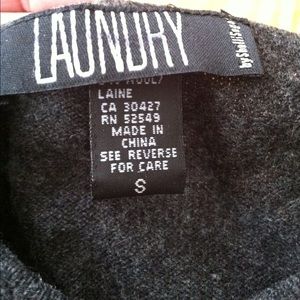 LAUNDRY
LAINE
CA 30427
RN 52549
MADE IN
CHINA
SEE REVERSE
FOR CARE
S